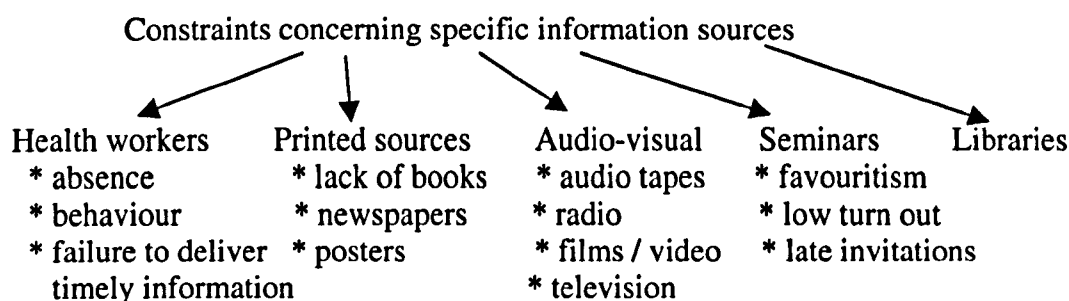 Constraints concerning specific information sources
Health workers Printed sources Audio-visual Seminars Libraries
* absence * lack of books * audio tapes * favouritism
* behaviour * newspapers * radio * low turn out
* failure to deliver * posters * films / video * late invitations
timely information * television